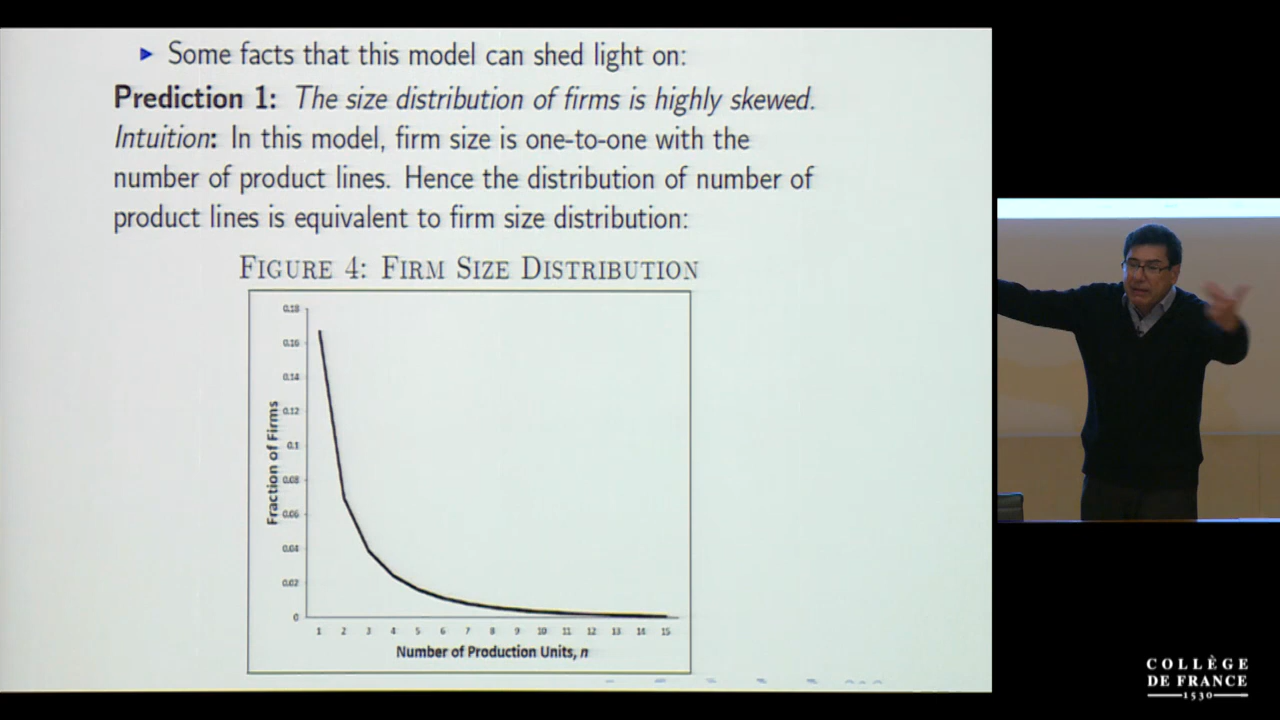 ▶ Some facts that this model can shed light on:
Prediction 1: The size distribution of firms is highly skewed.
Intuition: In this model, firm size is one-to-one with the
number of product lines. Hence the distribution of number of
product lines is equivalent to firm size distribution:
FIGURE 4: FIRM SIZE DISTRIBUTION
0.18
0.16
0.14
0.12
0.1
0.08
0.06
0.04
0.02
0
Fraction of Firms
1 2 3 4 5 6 7 8 9 10 11 12 13 14 15
Number of Production Units, n
COLLÈGE
DE FRANCE
1530